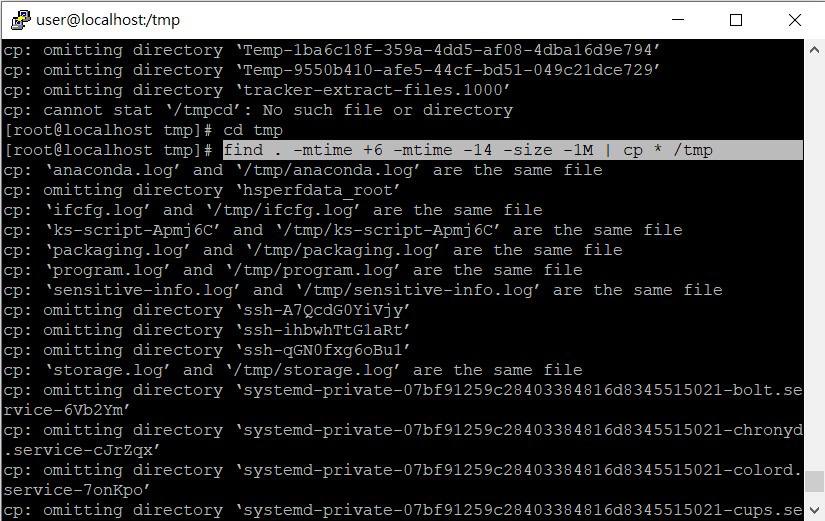 user@localhost:/tmp
cp: omitting directory ‘Temp-1ba6c18f-359a-4dd5-af08-4dba16d9e794’
cp: omitting directory ‘Temp-9550b410-afe5-44cf-bd51-049c21dce729’
cp: omitting directory ‘tracker-extract-files.1000’
cp: cannot stat ‘/tmpcd’: No such file or directory
[root@localhost tmp]# cd tmp
[root@localhost tmp]# find . -mtime +6 -mtime -14 -size -1M | cp * /tmp
cp: ‘anaconda.log’ and ‘/tmp/anaconda.log’ are the same file
cp: omitting directory ‘hsperfdata_root’
cp: ‘ifcfg.log’ and ‘/tmp/ifcfg.log’ are the same file
cp: ‘ks-script-Apmj6C’ and ‘/tmp/ks-script-Apmj6C’ are the same file
cp: ‘packaging.log’ and ‘/tmp/packaging.log’ are the same file
cp: ‘program.log’ and ‘/tmp/program.log’ are the same file
cp: ‘sensitive-info.log’ and ‘/tmp/sensitive-info.log’ are the same file
cp: omitting directory ‘ssh-A7QcdG0YiVjy’
cp: omitting directory ‘ssh-ihbwhTtG1aRt’
cp: omitting directory ‘ssh-qGN0fxg6oBu1’
cp: ‘storage.log’ and ‘/tmp/storage.log’ are the same file
cp: omitting directory ‘systemd-private-07bf91259c28403384816d8345515021-bolt.se
rvice-6Vb2Ym’
cp: omitting directory ‘systemd-private-07bf91259c28403384816d8345515021-chronyd
.service-cJrZqx’
cp: omitting directory ‘systemd-private-07bf91259c28403384816d8345515021-colord.
service-7onKpo’
cp: omitting directory ‘systemd-private-07bf91259c28403384816d8345515021-cups.se